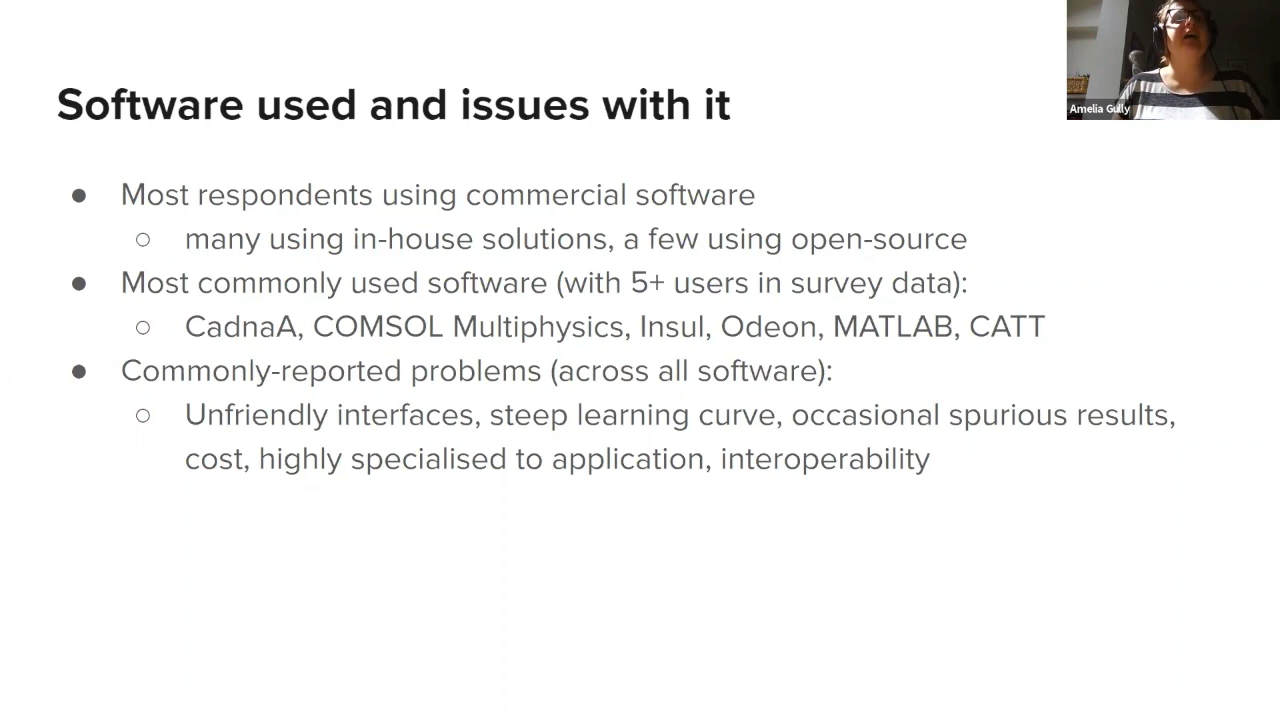 Software used and issues with it
Amelia Gully
● Most respondents using commercial software
○ many using in-house solutions, a few using open-source
● Most commonly used software (with 5+ users in survey data):
○ CadnaA, COMSOL Multiphysics, Insul, Odeon, MATLAB, CATT
● Commonly-reported problems (across all software):
○ Unfriendly interfaces, steep learning curve, occasional spurious results,
cost, highly specialised to application, interoperability